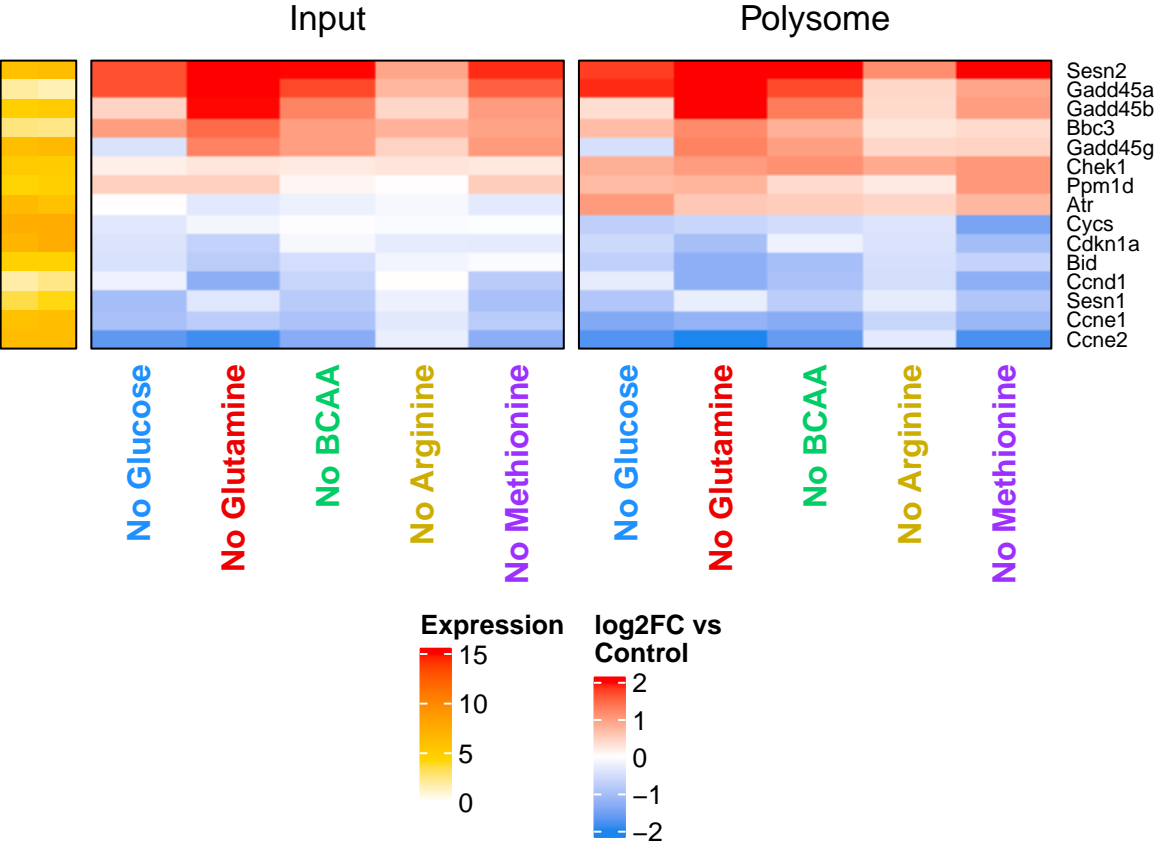 Input
Polysome
Sesn2
Gadd45a
Gadd45b
Bbc3
Gadd45g
Chek1
Ppm1d
Atr
Cycs
Cdkn1a
Bid
Ccnd1
Sesn1
Ccne1
Ccne2
No Glucose
No Glutamine
No BCAA
No Arginine
No Methionine
No Glucose
No Glutamine
No BCAA
No Arginine
No Methionine
Expression
15
10
5
0
log2FC vs
Control
2
1
0
−1
−2